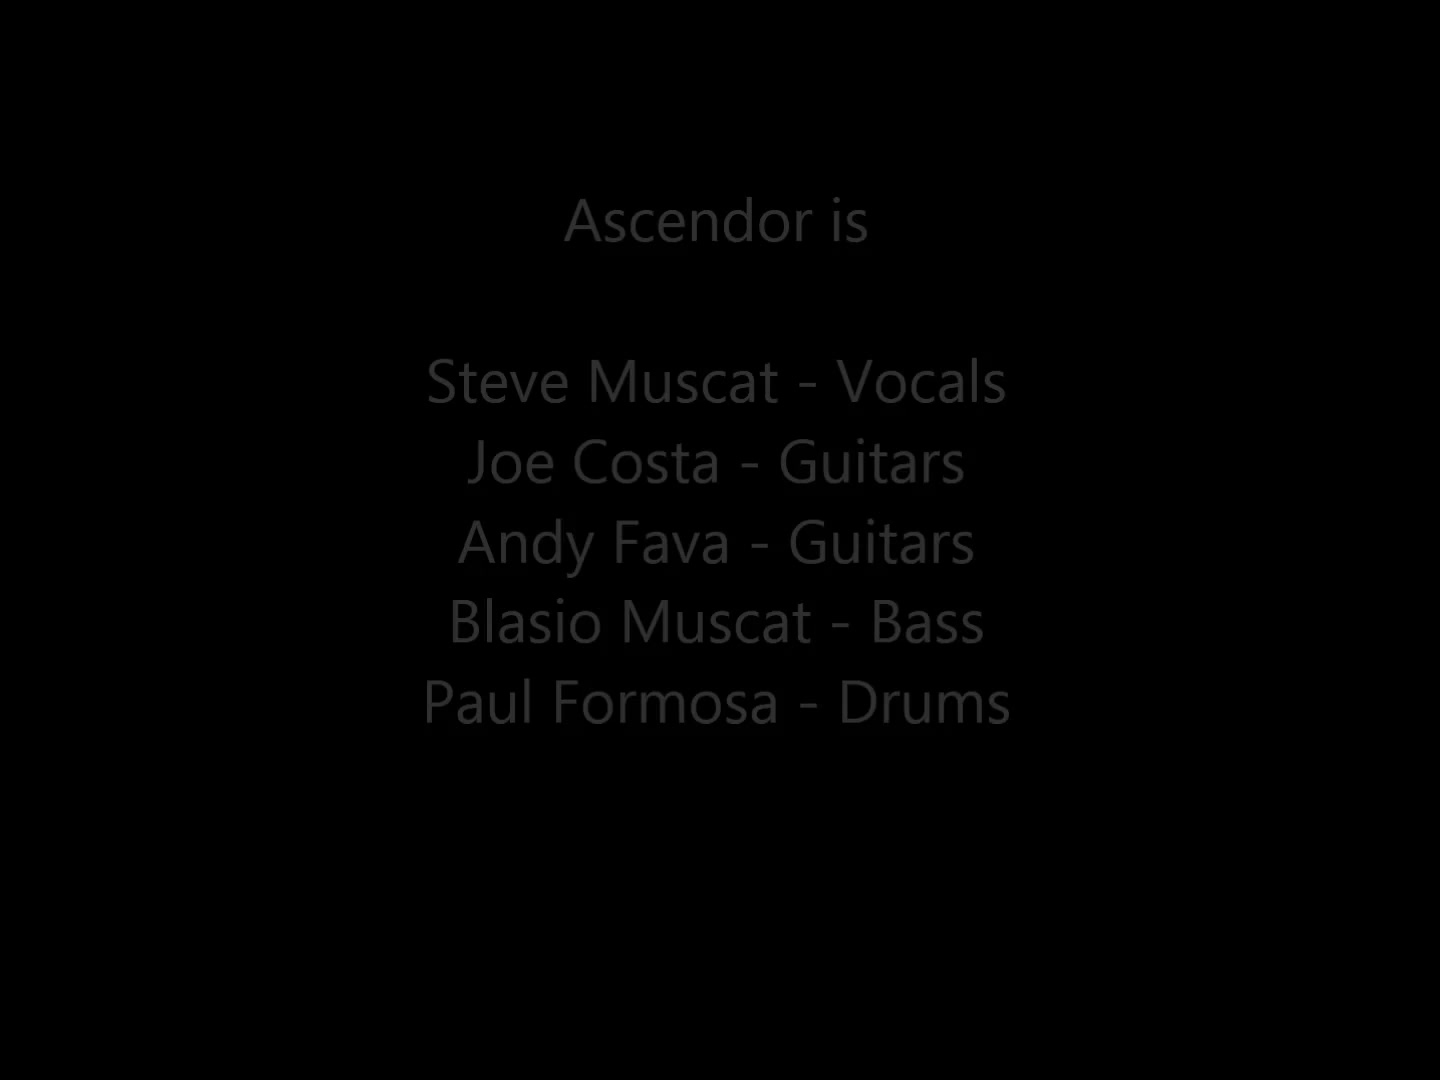 Ascendor is
Steve Muscat - Vocals
Joe Costa - Guitars
Andy Fava - Guitars
Blasio Muscat - Bass
Paul Formosa - Drums